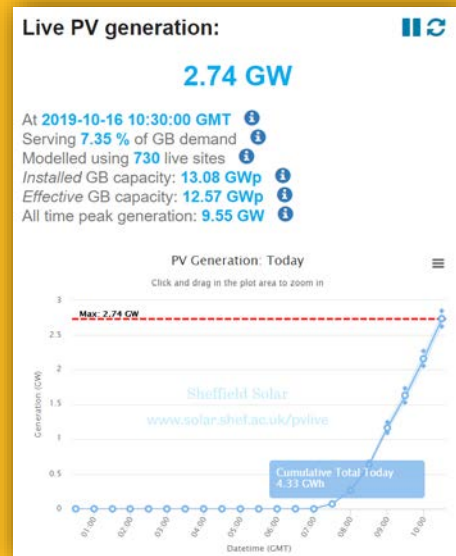 Live PV generation:
2.74 GW
At 2019-10-16 10:30:00 GMT
Serving 7.35 % of GB demand
Modelled using 730 live sites
Installed GB capacity: 13.08 GWp
Effective GB capacity: 12.57 GWp
All time peak generation: 9.55 GW
PV Generation: Today
Click and drag in the plot area to zoom in
3
Max: 2.74 GW
2.5
2
1.5
1
0.5
0
Generation (GW)
Sheffield Solar
www.solar.shef.ac.uk/pvlive
Cumulative Total Today
4.33 GWh
01:00
02:00
03:00
04:00
05:00
06:00
07:00
08:00
09:00
10:00
Datetime (GMT)